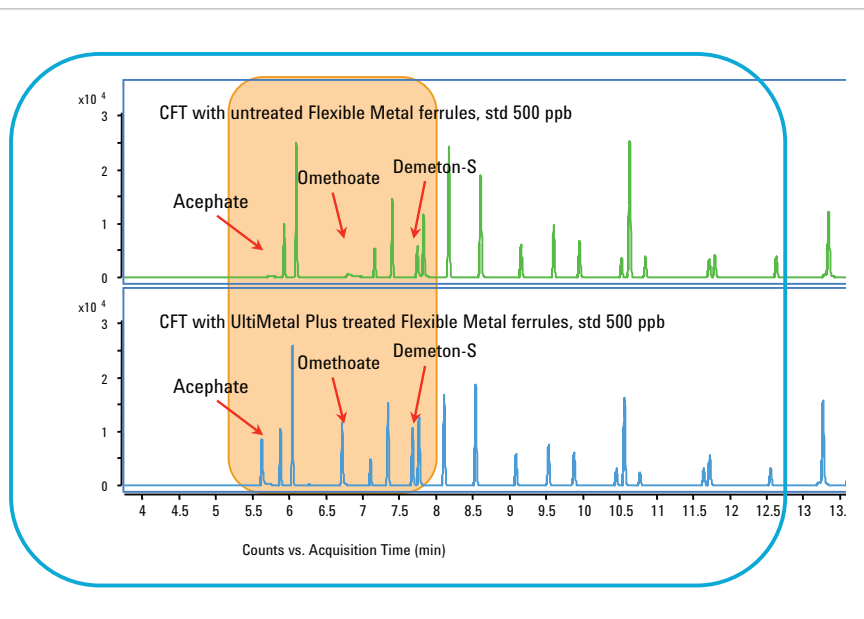 x10 4
CFT with untreated Flexible Metal ferrules, std 500 ppb
3
2
1
0
Acephate
Omethoate
Demeton-S
x10 4
CFT with UltiMetal Plus treated Flexible Metal ferrules, std 500 ppb
3
2
1
0
Acephate
Omethoate
Demeton-S
4 4.5 5 5.5 6 6.5 7 7.5 8 8.5 9 9.5 10 10.5 11 11.5 12 12.5 13 13.
Counts vs. Acquisition Time (min)